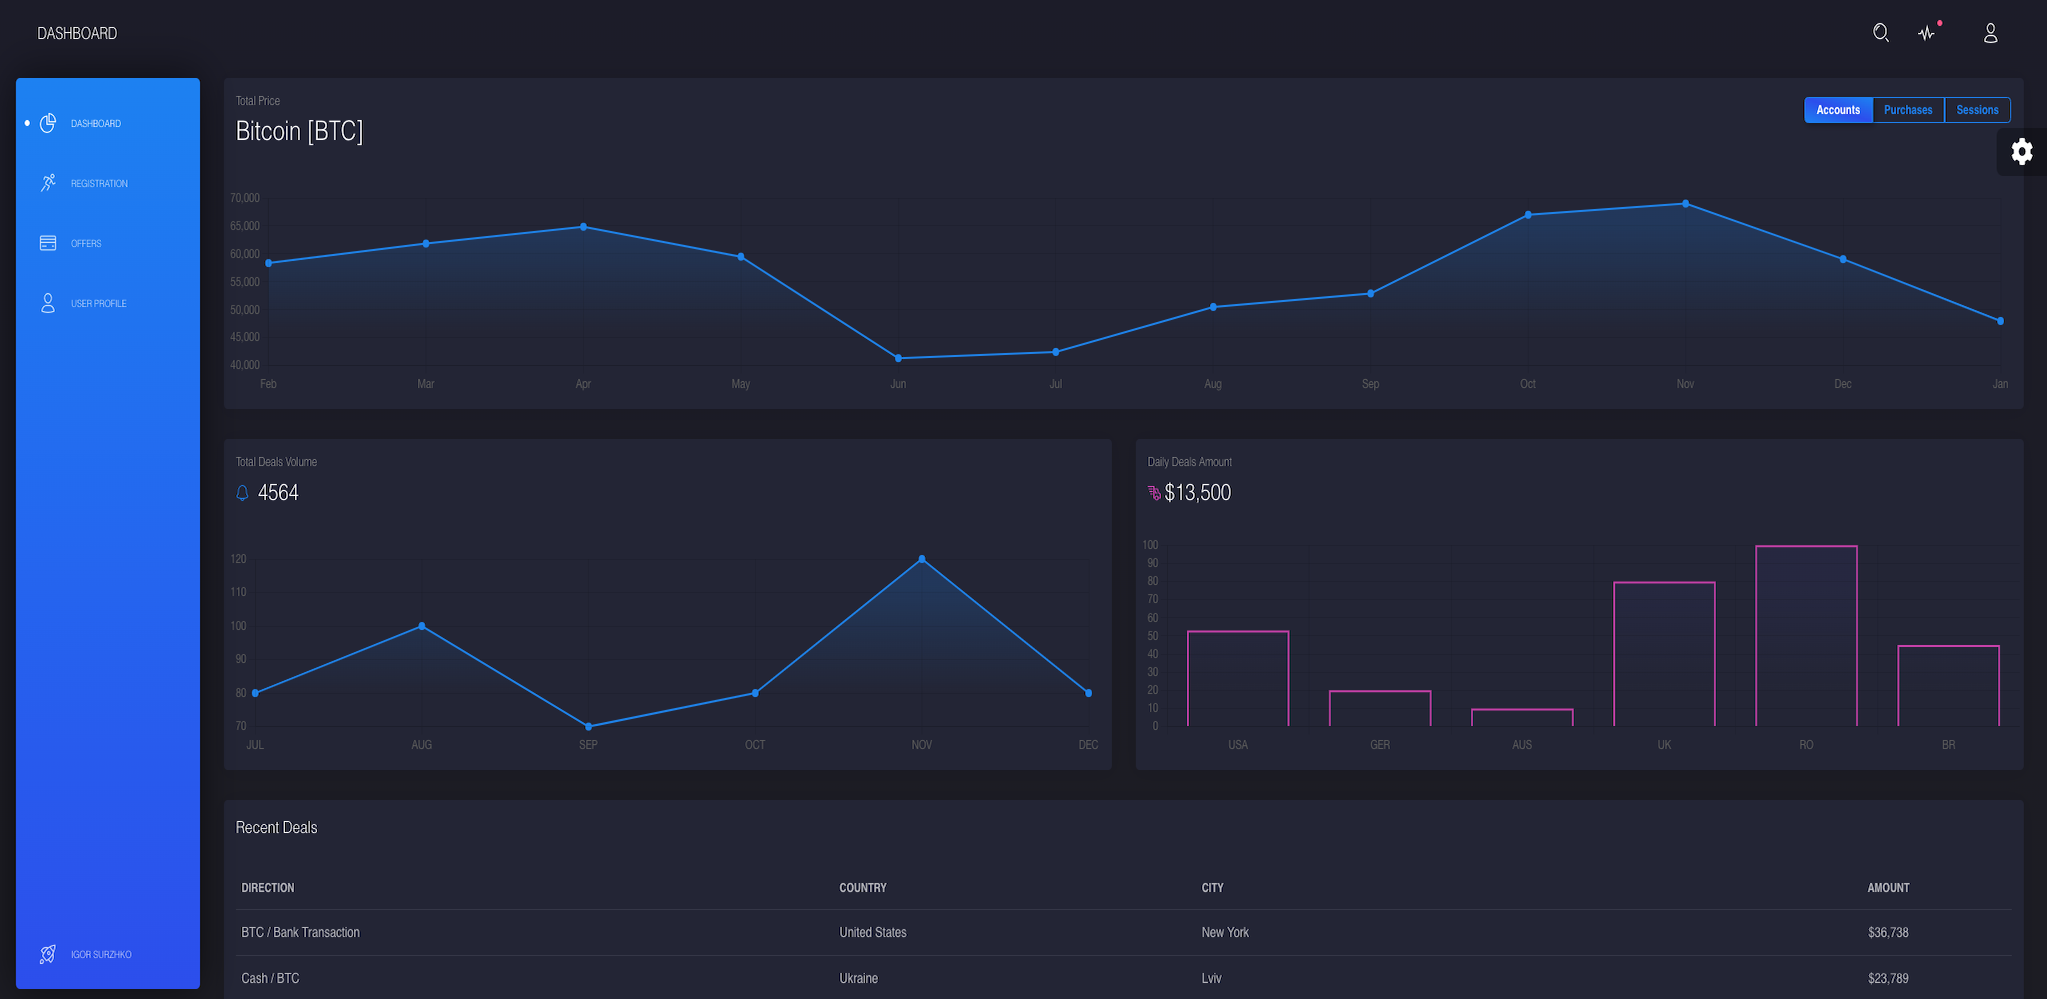 DASHBOARD
DASHBOARD
REGISTRATION
OFFERS
USER PROFILE
IGOR SURZHKO
Total Price
Bitcoin [BTC]
Accounts Purchases Sessions
70,000
65,000
60,000
55,000
50,000
45,000
40,000
Feb Mar Apr May Jun Jul Aug Sep Oct Nov Dec Jan
Total Deals Volume
4564
120
110
100
90
80
70
JUL AUG SEP OCT NOV DEC
Daily Deals Amount
$13,500
100
90
80
70
60
50
40
30
20
10
0
USA GER AUS UK RO BR
Recent Deals
DIRECTION COUNTRY CITY AMOUNT
BTC / Bank Transaction United States New York $36,738
Cash / BTC Ukraine Lviv $23,789